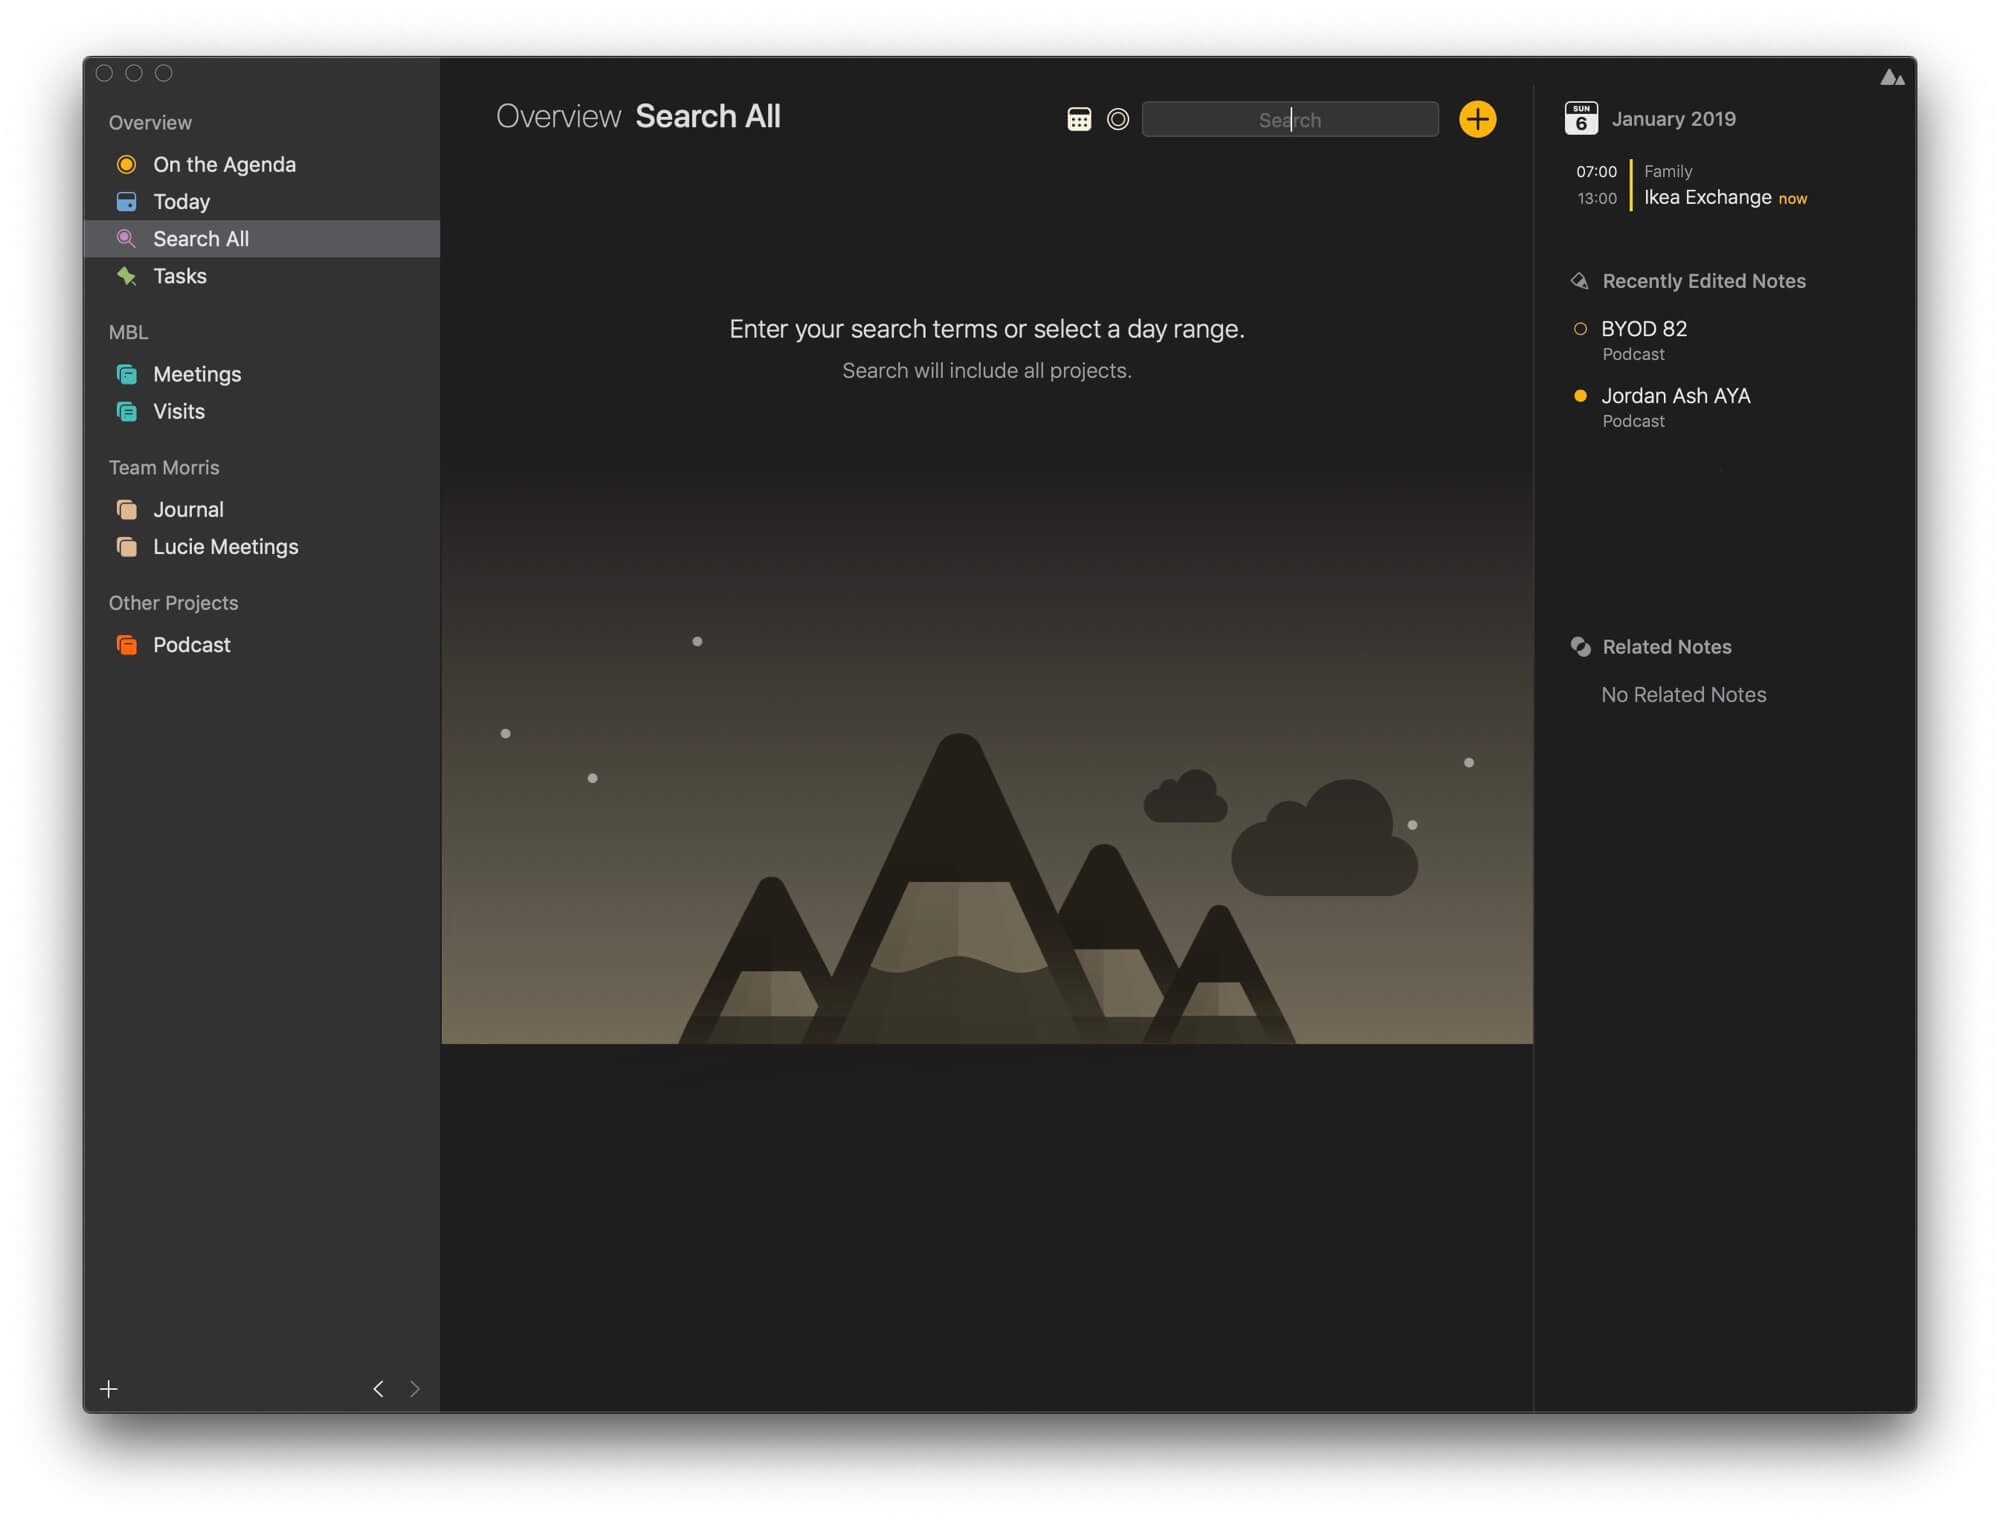 Overview
On the Agenda
Today
Search All
Tasks
MBL
Meetings
Visits
Team Morris
Journal
Lucie Meetings
Other Projects
Podcast
Overview Search All
Search
Enter your search terms or select a day range.
Search will include all projects.
SUN
6
January 2019
07:00 Family
13:00 Ikea Exchange now
Recently Edited Notes
BYOD 82
Podcast
Jordan Ash AYA
Podcast
Related Notes
No Related Notes